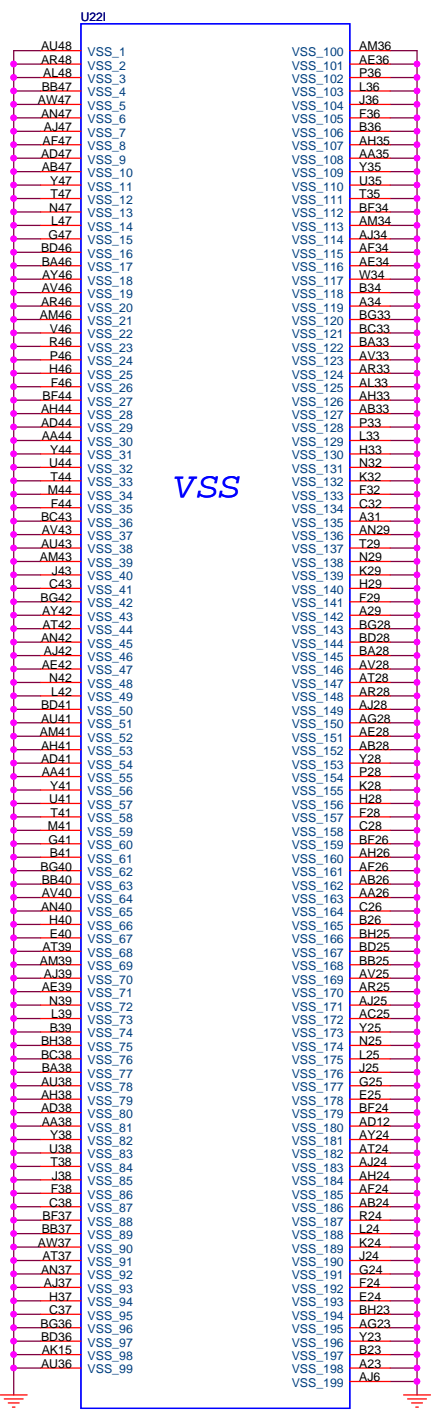 U22I
AU48 VSS_1
AR48 VSS_2
AL48 VSS_3
BB47 VSS_4
AW47 VSS_5
AN47 VSS_6
AJ47 VSS_7
AF47 VSS_8
AD47 VSS_9
AB47 VSS_10
Y47 VSS_11
T47 VSS_12
N47 VSS_13
L47 VSS_14
G47 VSS_15
BD46 VSS_16
BA46 VSS_17
AY46 VSS_18
AV46 VSS_19
AR46 VSS_20
AM46 VSS_21
V46 VSS_22
R46 VSS_23
P46 VSS_24
H46 VSS_25
F46 VSS_26
BF44 VSS_27
AH44 VSS_28
AD44 VSS_29
AA44 VSS_30
Y44 VSS_31
U44 VSS_32
T44 VSS_33
M44 VSS_34
F44 VSS_35
BC43 VSS_36
AV43 VSS_37
AU43 VSS_38
AM43 VSS_39
J43 VSS_40
C43 VSS_41
BG42 VSS_42
AY42 VSS_43
AT42 VSS_44
AN42 VSS_45
AJ42 VSS_46
AE42 VSS_47
N42 VSS_48
L42 VSS_49
BD41 VSS_50
AU41 VSS_51
AM41 VSS_52
AH41 VSS_53
AD41 VSS_54
AA41 VSS_55
Y41 VSS_56
U41 VSS_57
T41 VSS_58
M41 VSS_59
G41 VSS_60
B41 VSS_61
BG40 VSS_62
BB40 VSS_63
AV40 VSS_64
AN40 VSS_65
H40 VSS_66
E40 VSS_67
AT39 VSS_68
AM39 VSS_69
AJ39 VSS_70
AE39 VSS_71
N39 VSS_72
L39 VSS_73
B39 VSS_74
BH38 VSS_75
BC38 VSS_76
BA38 VSS_77
AU38 VSS_78
AH38 VSS_79
AD38 VSS_80
AA38 VSS_81
Y38 VSS_82
U38 VSS_83
T38 VSS_84
J38 VSS_85
F38 VSS_86
C38 VSS_87
BF37 VSS_88
BB37 VSS_89
AW37 VSS_90
AT37 VSS_91
AN37 VSS_92
AJ37 VSS_93
H37 VSS_94
C37 VSS_95
BG36 VSS_96
BD36 VSS_97
AK15 VSS_98
AU36 VSS_99
VSS
VSS_100 AM36
VSS_101 AE36
VSS_102 P36
VSS_103 L36
VSS_104 J36
VSS_105 F36
VSS_106 B36
VSS_107 AH35
VSS_108 AA35
VSS_109 Y35
VSS_110 U35
VSS_111 T35
VSS_112 BF34
VSS_113 AM34
VSS_114 AJ34
VSS_115 AF34
VSS_116 AE34
VSS_117 W34
VSS_118 B34
VSS_119 A34
VSS_120 BG33
VSS_121 BC33
VSS_122 BA33
VSS_123 AV33
VSS_124 AR33
VSS_125 AL33
VSS_126 AH33
VSS_127 AB33
VSS_128 P33
VSS_129 L33
VSS_130 H33
VSS_131 N32
VSS_132 K32
VSS_133 F32
VSS_134 C32
VSS_135 A31
VSS_136 AN29
VSS_137 T29
VSS_138 N29
VSS_139 K29
VSS_140 H29
VSS_141 F29
VSS_142 A29
VSS_143 BG28
VSS_144 BD28
VSS_145 BA28
VSS_146 AV28
VSS_147 AT28
VSS_148 AR28
VSS_149 AJ28
VSS_150 AG28
VSS_151 AE28
VSS_152 AB28
VSS_153 Y28
VSS_154 P28
VSS_155 K28
VSS_156 H28
VSS_157 F28
VSS_158 C28
VSS_159 BF26
VSS_160 AH26
VSS_161 AF26
VSS_162 AB26
VSS_163 AA26
VSS_164 C26
VSS_165 B26
VSS_166 BH25
VSS_167 BD25
VSS_168 BB25
VSS_169 AV25
VSS_170 AR25
VSS_171 AJ25
VSS_172 AC25
VSS_173 Y25
VSS_174 N25
VSS_175 L25
VSS_176 J25
VSS_177 G25
VSS_178 E25
VSS_179 BF24
VSS_180 AD12
VSS_181 AY24
VSS_182 AT24
VSS_183 AJ24
VSS_184 AH24
VSS_185 AF24
VSS_186 AB24
VSS_187 R24
VSS_188 L24
VSS_189 K24
VSS_190 J24
VSS_191 G24
VSS_192 F24
VSS_193 E24
VSS_194 BH23
VSS_195 AG23
VSS_196 Y23
VSS_197 B23
VSS_198 A23
VSS_199 AJ6